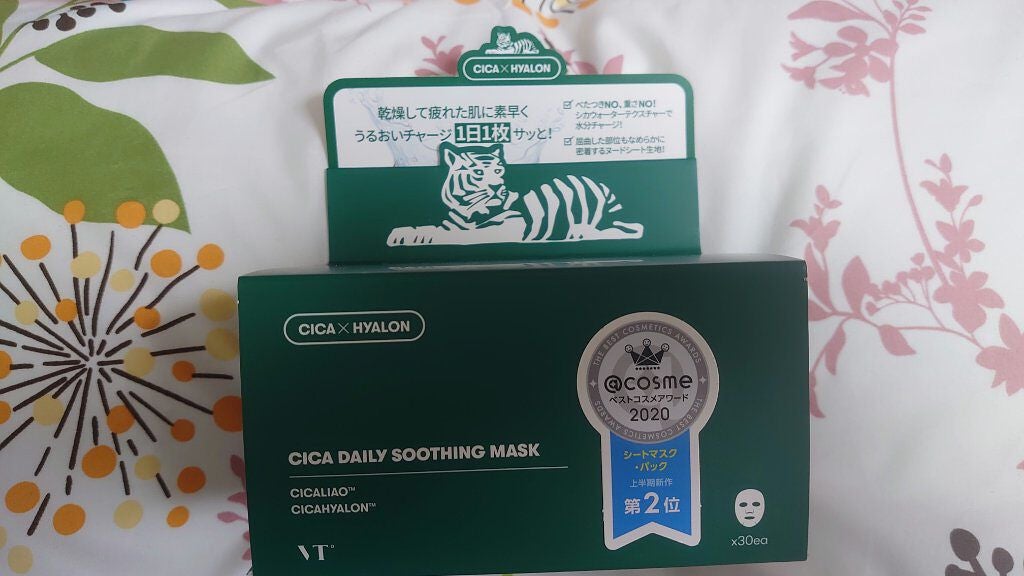 CICA×HYALON
乾燥して疲れた肌に素早く
うるおいチャージ 1日1枚 サッと!
べたつきNO、重さNO!
シカウォーターテクスチャーで
水分チャージ!
屈曲した部位もなめらかに
密着するヌードシート生地!
CICA×HYALON
THE BEST COSMETICS AWARDS
@cosme
ベストコスメアワード
2020
THE BEST COSMETICS AWARDS
シートマスク
・パック
上半期新作
第2位
CICA DAILY SOOTHING MASK
CICALIAO™
CICAHYALON™
VT
x30ea